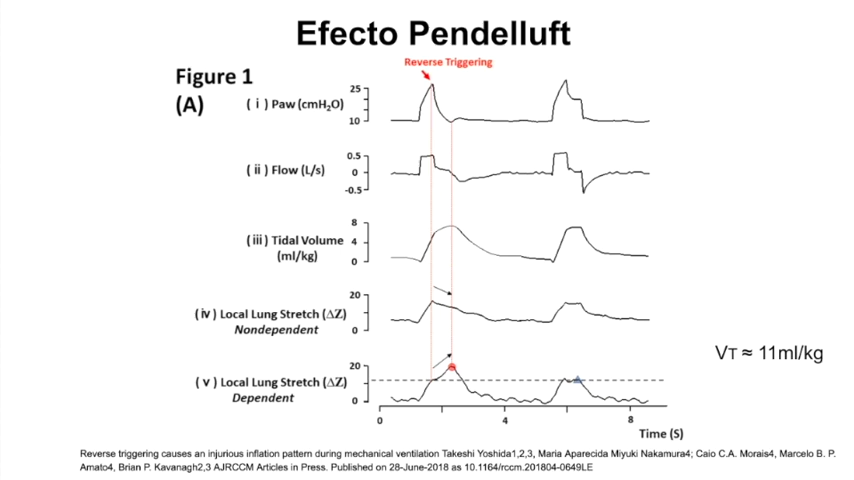 Efecto Pendelluft
Reverse Triggering
Figure 1
(A)
( i ) Paw (cmH₂O)
25
10
( ii ) Flow (L/s)
0.5
0
-0.5
( iii ) Tidal Volume
(ml/kg)
8
4
0
( iv ) Local Lung Stretch (ΔZ)
Nondependent
20
0
VT ≈ 11ml/kg
( v ) Local Lung Stretch (ΔZ)
Dependent
20
0
0 4 8
Time (S)
Reverse triggering causes an injurious inflation pattern during mechanical ventilation Takeshi Yoshida1,2,3, Maria Aparecida Miyuki Nakamura4; Caio C.A. Morais4, Marcelo B. P.
Amato4, Brian P. Kavanagh2,3 AJRCCM Articles in Press. Published on 28-June-2018 as 10.1164/rccm.201804-0649LE